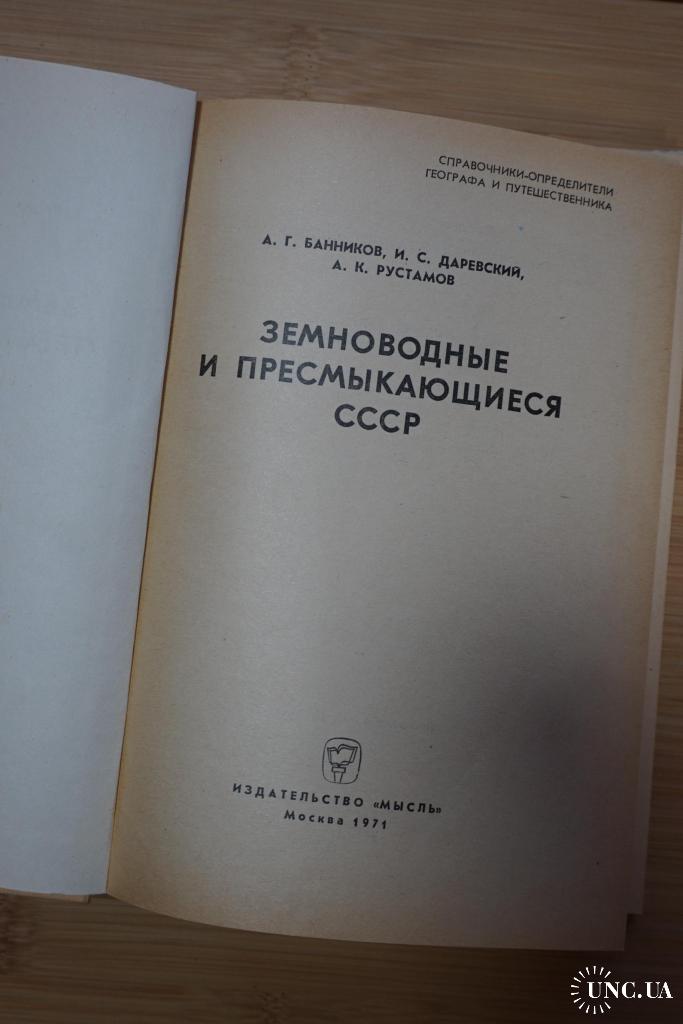 СПРАВОЧНИКИ-ОПРЕДЕЛИТЕЛИ
ГЕОГРАФА И ПУТЕШЕСТВЕННИКА
А. Г. БАННИКОВ, И. С. ДАРЕВСКИЙ,
А. К. РУСТАМОВ
ЗЕМНОВОДНЫЕ
И ПРЕСМЫКАЮЩИЕСЯ
СССР
ИЗДАТЕЛЬСТВО «МЫСЛЬ»
Москва 1971
UNC.UA